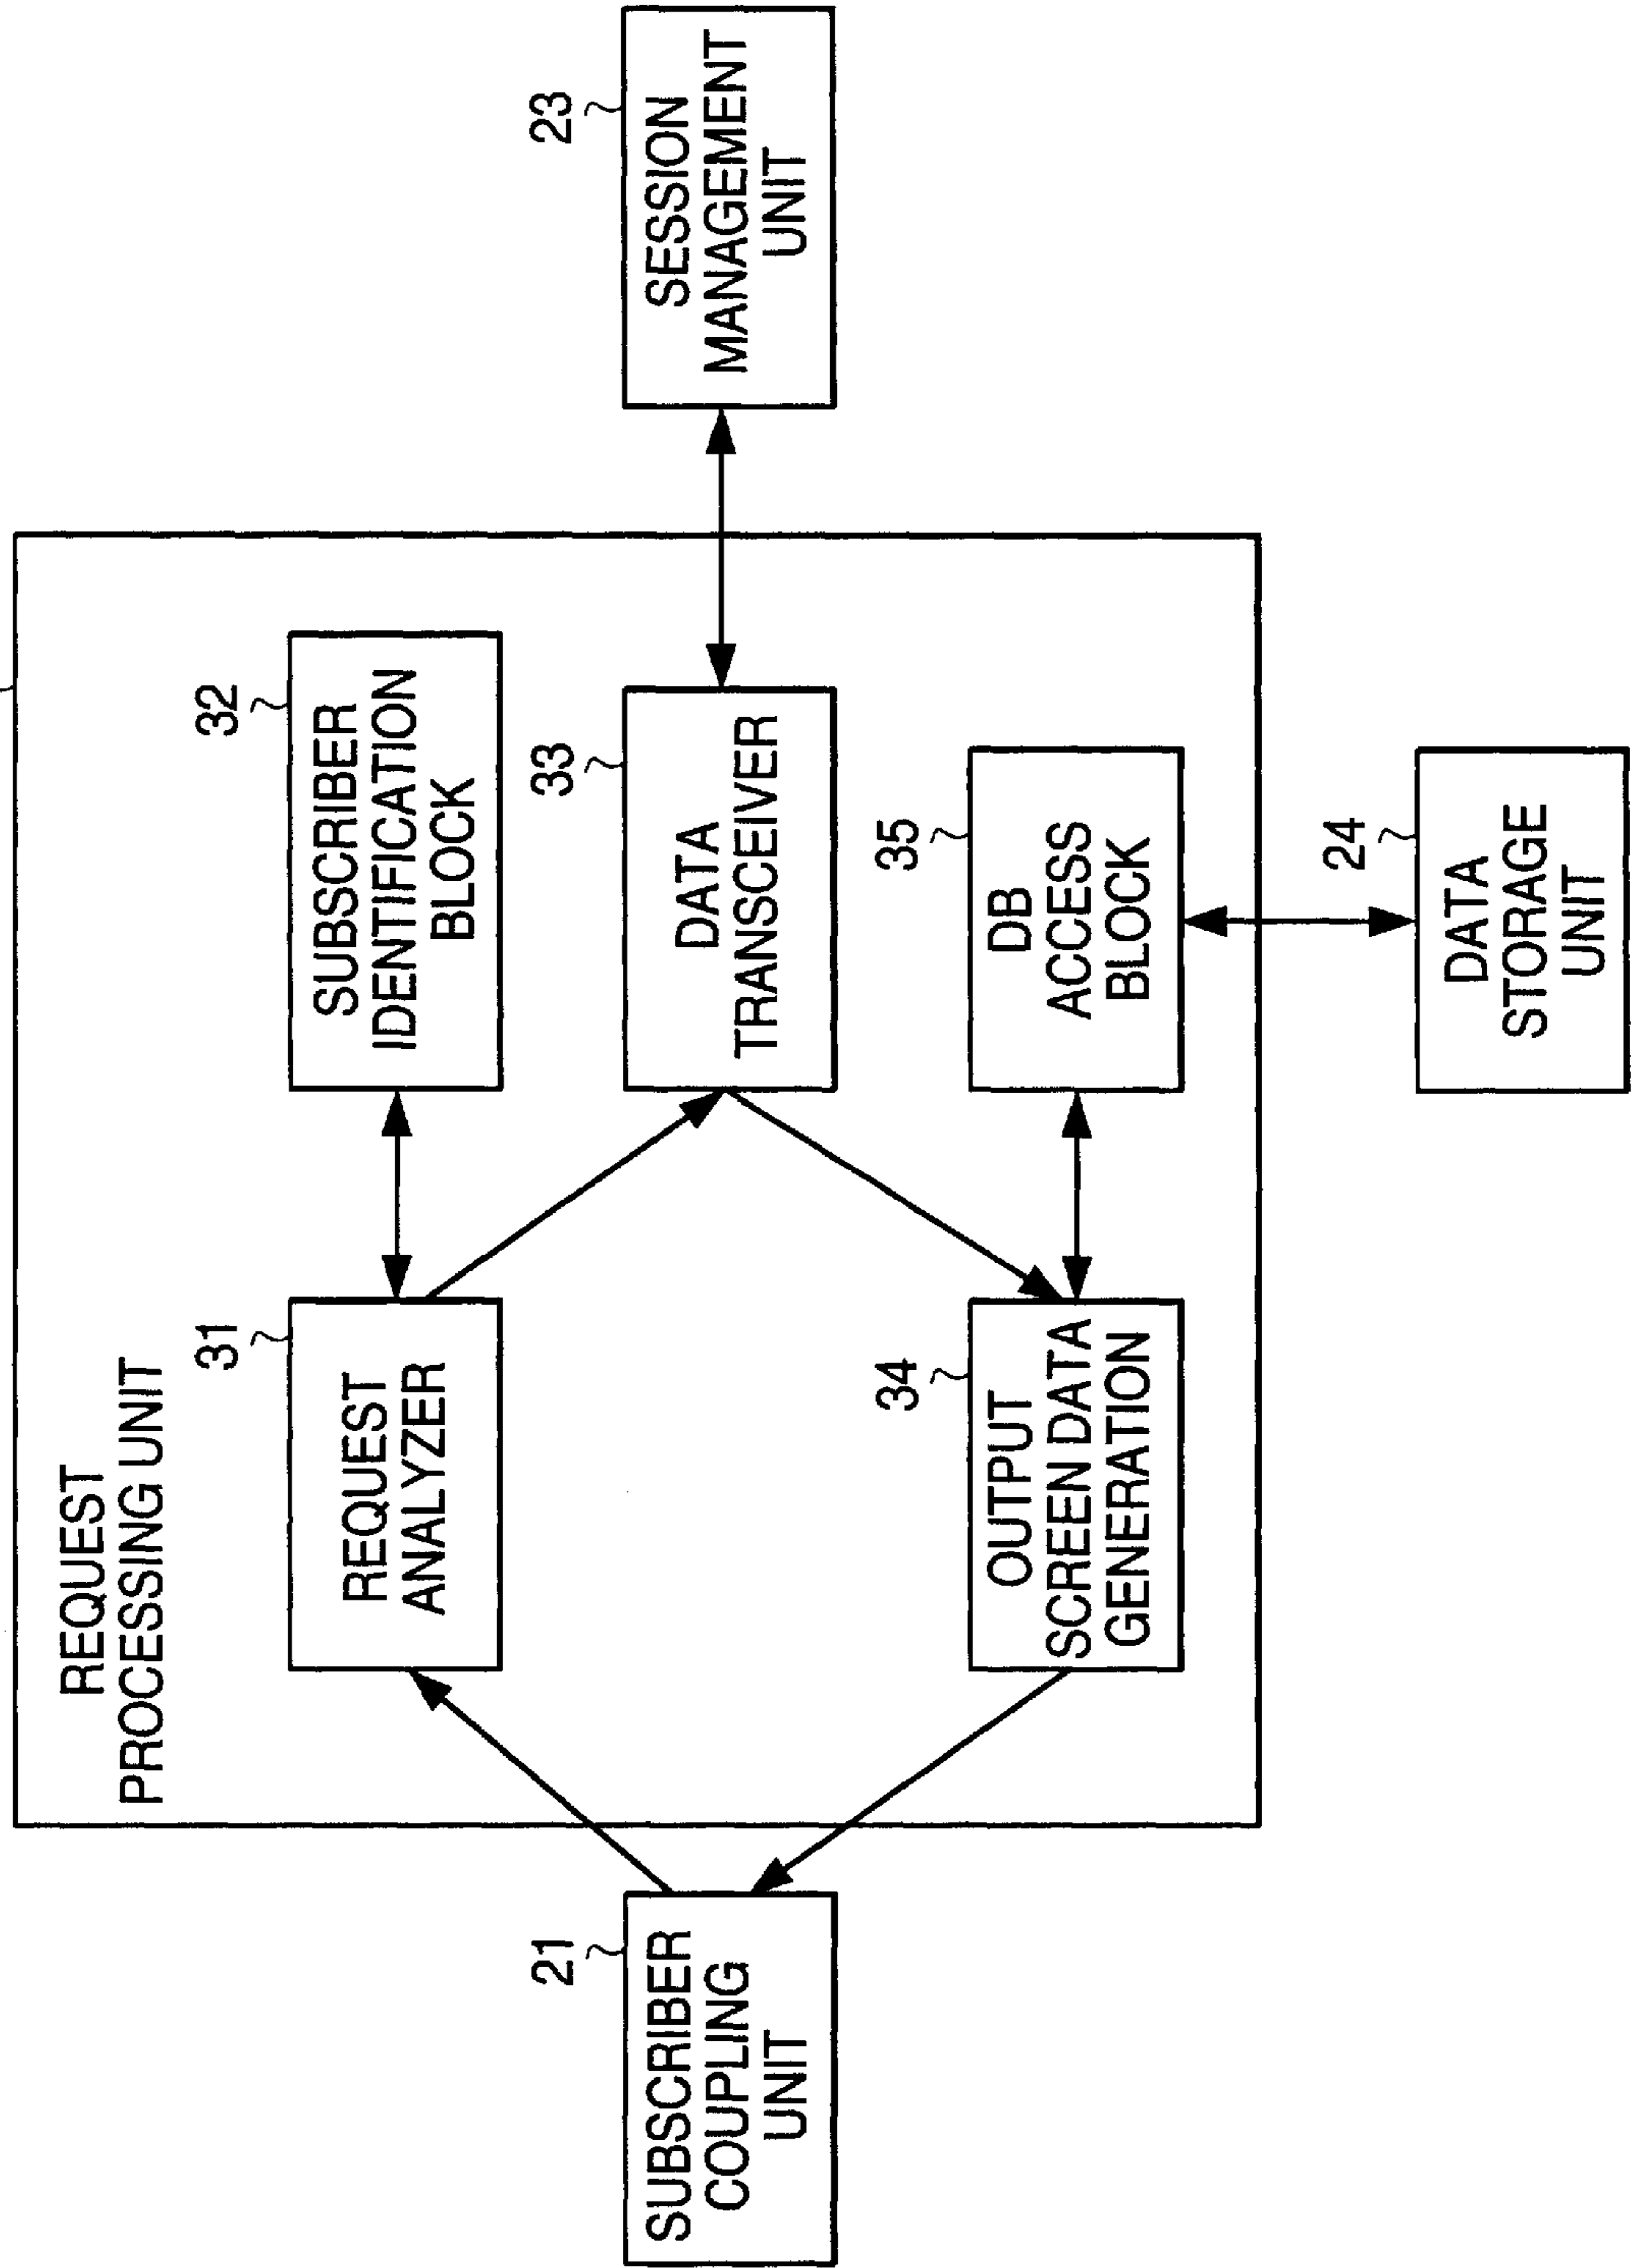 REQUEST
PROCESSING UNIT
31
REQUEST
ANALYZER
32
SUBSCRIBER
IDENTIFICATION
BLOCK
21
SUBSCRIBER
COUPLING
UNIT
33
DATA
TRANSCEIVER
23
SESSION
MANAGEMENT
UNIT
34
OUTPUT
SCREEN DATA
GENERATION
35
DB
ACCESS
BLOCK
24
DATA
STORAGE
UNIT